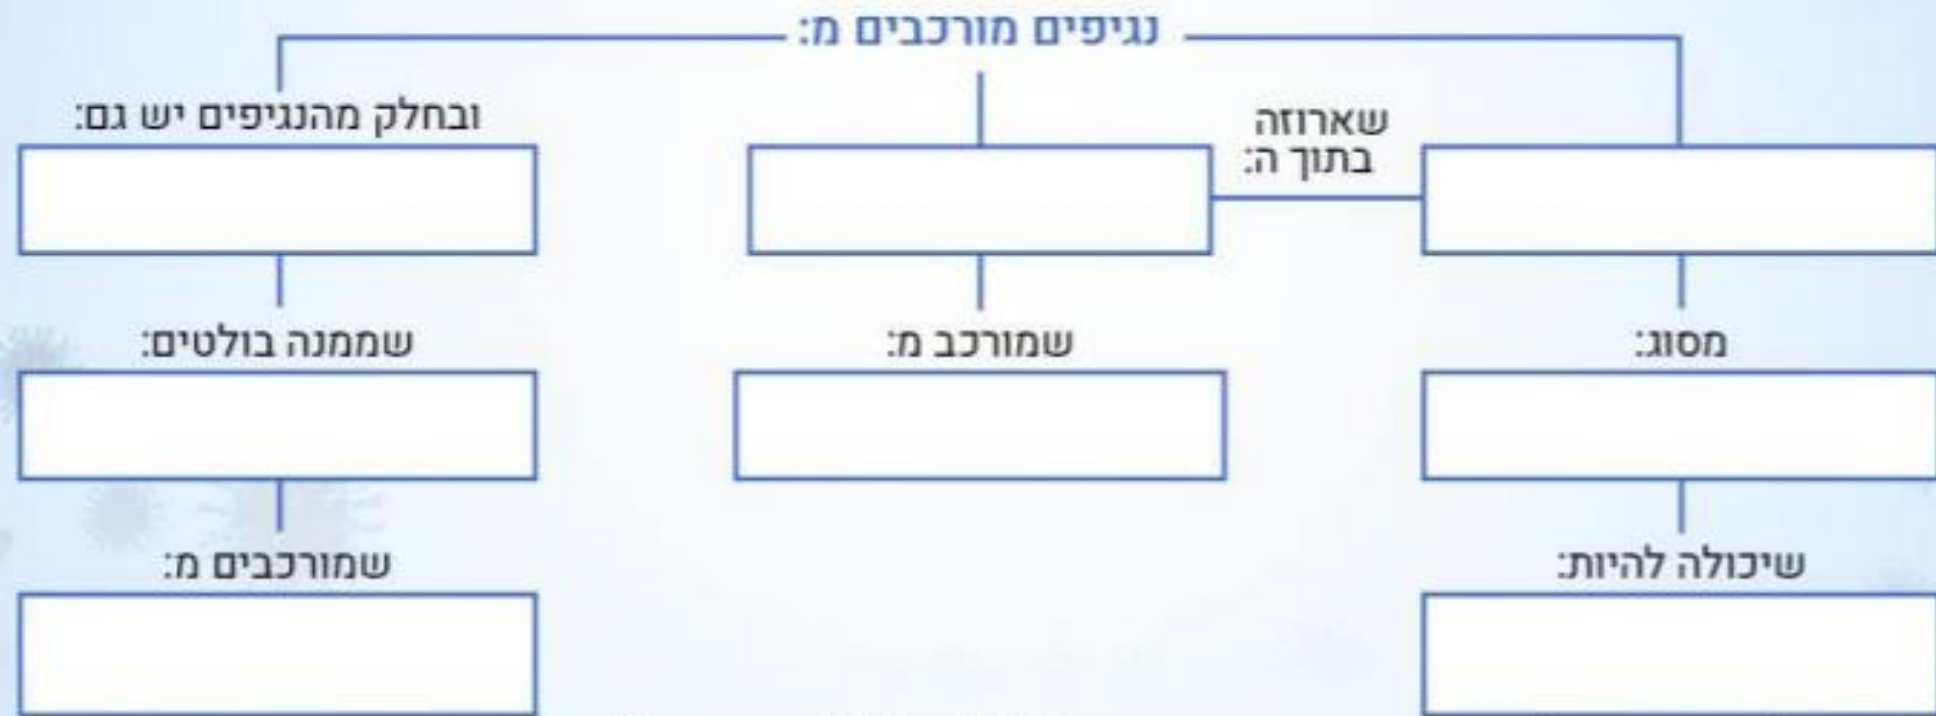 נגיפים מורכבים מ:
שארוזה
בתוך ה:
ובחלק מהנגיפים יש גם:
מסוג:
שמורכב מ:
שממנה בולטים:
שיכולה להיות:
שמורכבים מ: